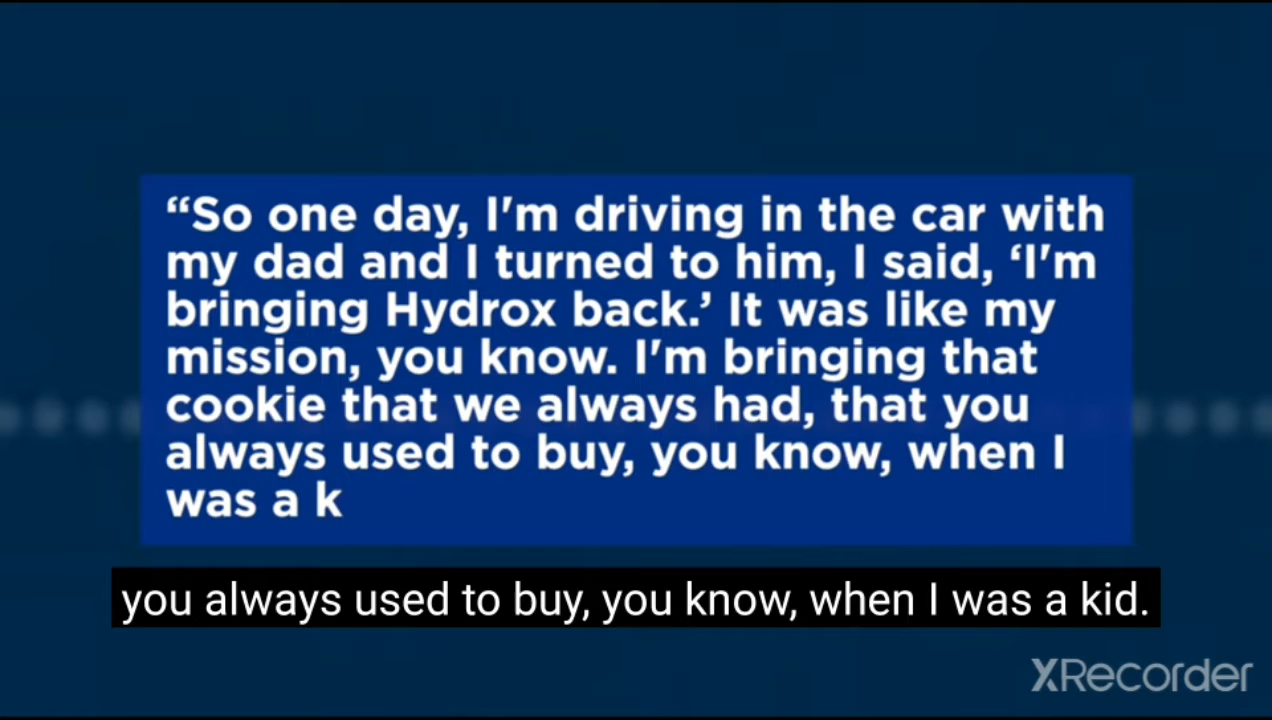 “So one day, I'm driving in the car with
my dad and I turned to him, I said, ‘I'm
bringing Hydrox back.’ It was like my
mission, you know. I'm bringing that
cookie that we always had, that you
always used to buy, you know, when I
was a k
you always used to buy, you know, when I was a kid.
XRecorder